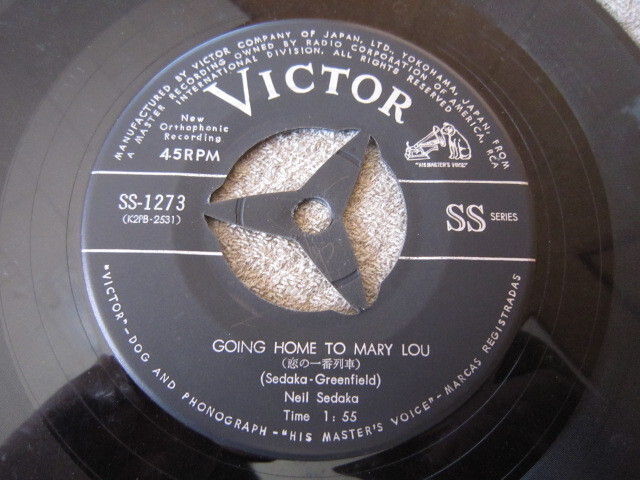 MANUFACTURED BY VICTOR COMPANY OF JAPAN, LTD. YOKOHAMA, JAPAN, FROM
A MASTER RECORDING OWNED BY RADIO CORPORATION OF AMERICA, RCA
INTERNATIONAL DIVISION. ALL RIGHTS RESERVED
VICTOR
New
Orthophonic
Recording
45RPM
"HIS MASTER'S VOICE"
SS-1273
(K2PB-2531)
SS SERIES
GOING HOME TO MARY LOU
(恋の一番列車)
(Sedaka-Greenfield)
Neil Sedaka
Time 1:55
"VICTOR"-DOG AND PHONOGRAPH-"HIS MASTER'S VOICE"-MARCAS REGISTRADAS